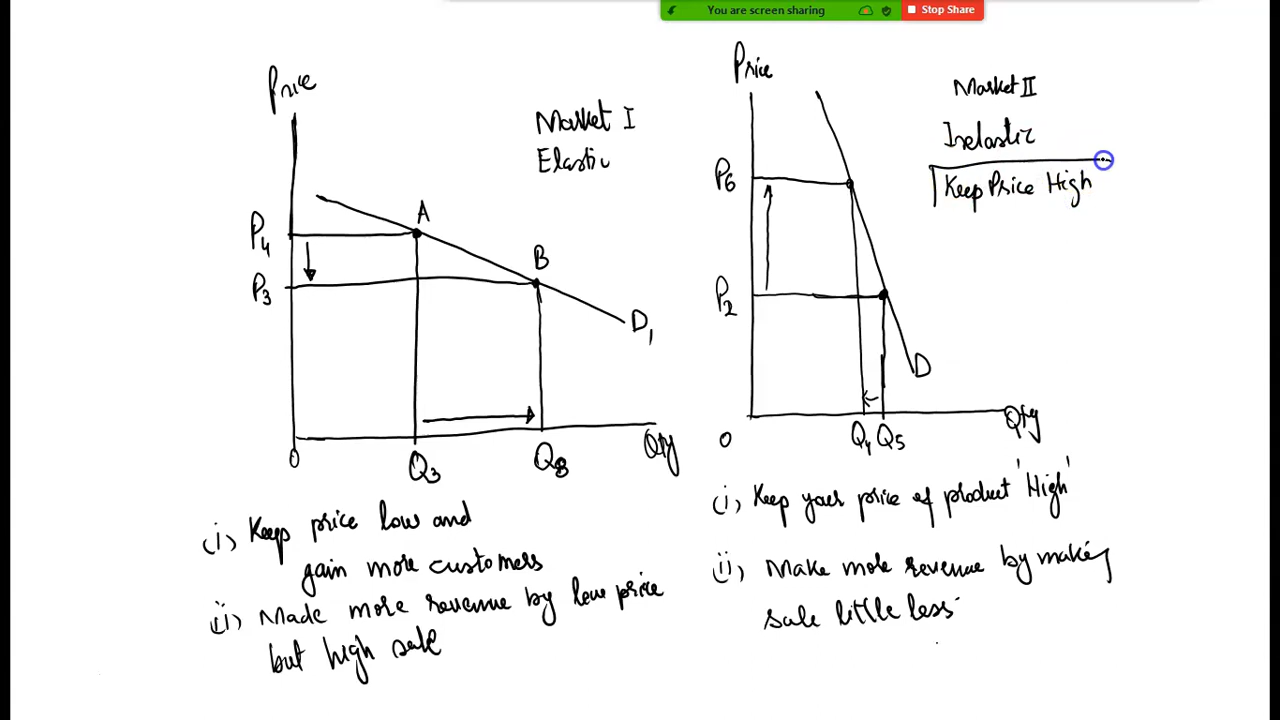 You are screen sharing
Stop Share
Price
Market I
Elastic
P4
P3
A
B
D1
0
Q3
Q8
Qty
(i) Keep price low and
gain more customers
(ii) Made more revenue by low price
but high sale
Price
Market II
Inelastic
Keep Price High
P6
P2
D
0
Q4 Q5
Qty
(i) Keep your price of product 'High'
(ii) Make more revenue by making
sale little less